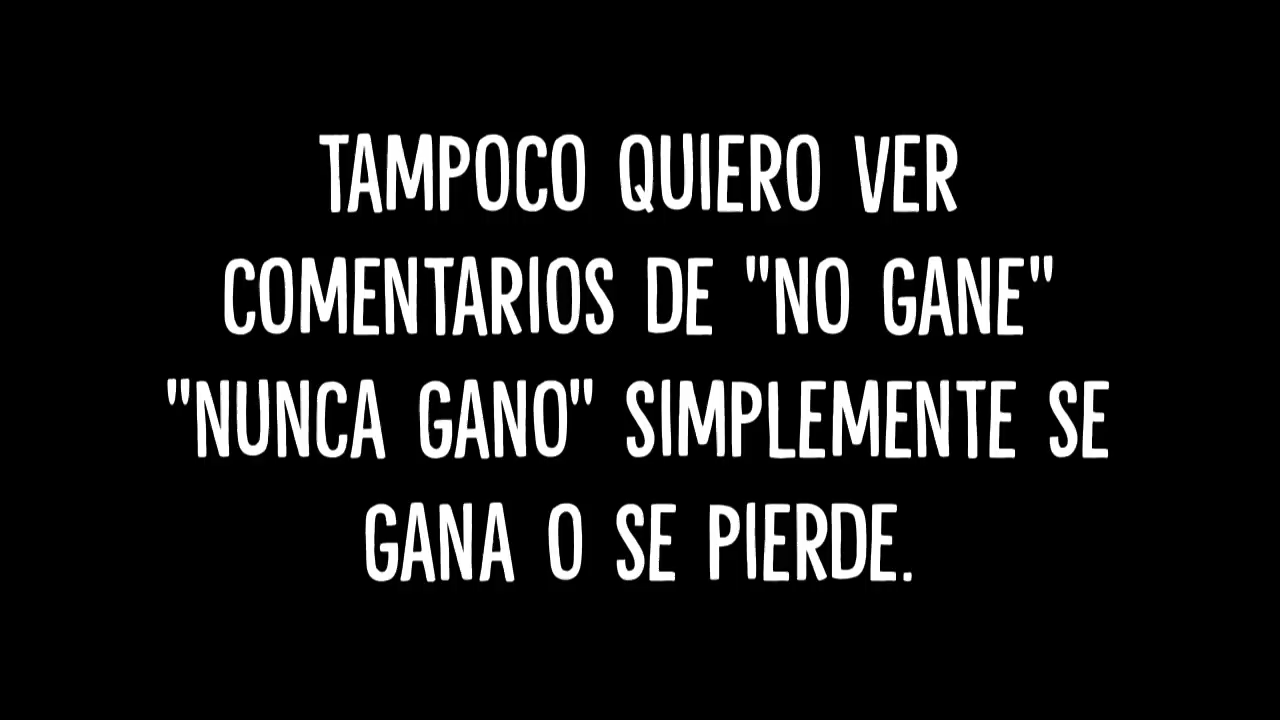 TAMPOCO QUIERO VER
COMENTARIOS DE "NO GANE"
"NUNCA GANO" SIMPLEMENTE SE
GANA O SE PIERDE.